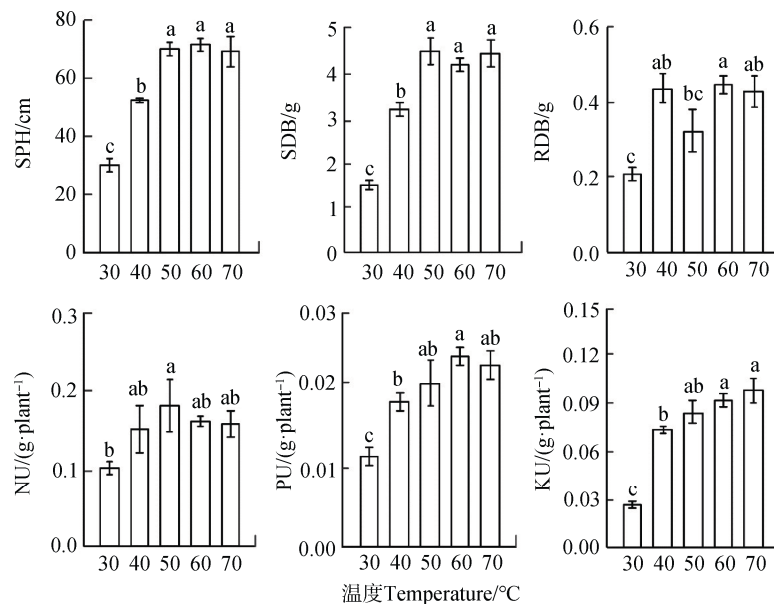 80
60
40
20
0
SPH/cm
c
b
a
a
a
30 40 50 60 70
5
4
3
2
1
0
SDB/g
c
b
a
a
a
30 40 50 60 70
0.6
0.4
0.2
0.0
RDB/g
c
ab
bc
a
ab
30 40 50 60 70
0.3
0.2
0.1
0.0
NU/(g·plant⁻¹)
b
ab
a
ab
ab
30 40 50 60 70
0.03
0.02
0.01
0.00
PU/(g·plant⁻¹)
c
b
ab
a
ab
30 40 50 60 70
0.15
0.12
0.09
0.06
0.03
0.00
KU/(g·plant⁻¹)
c
b
ab
a
a
30 40 50 60 70
温度Temperature/℃